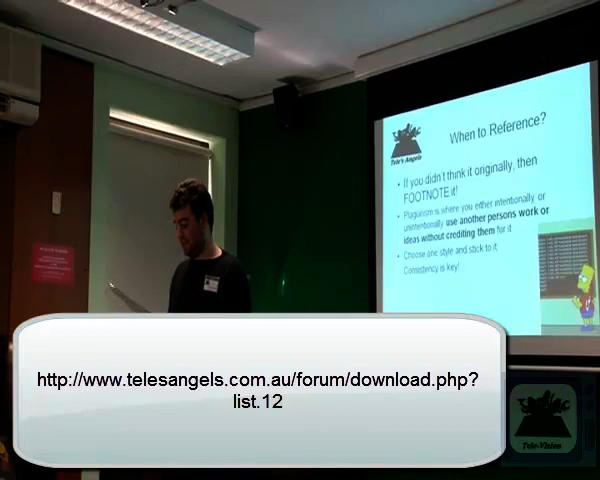 When to Reference?
Tele's Angels
• If you didn't think it originally, then
FOOTNOTE it!
• Plagiarism is where you either intentionally or
unintentionally use another persons work or
ideas without crediting them for it
• Choose one style and stick to it
Consistency is key!
http://www.telesangels.com.au/forum/download.php?
list.12
Tele-Vision